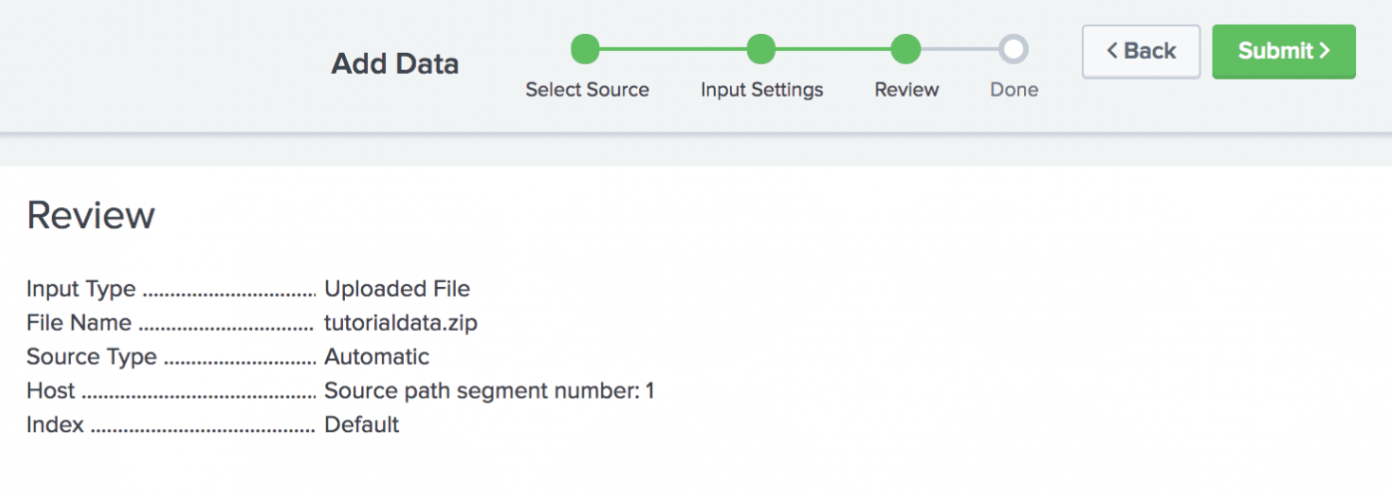 Add Data
Select Source
Input Settings
Review
Done
< Back
Submit >
Review
Input Type ................................ Uploaded File
File Name ................................ tutorialdata.zip
Source Type ............................ Automatic
Host ........................................... Source path segment number: 1
Index ......................................... Default